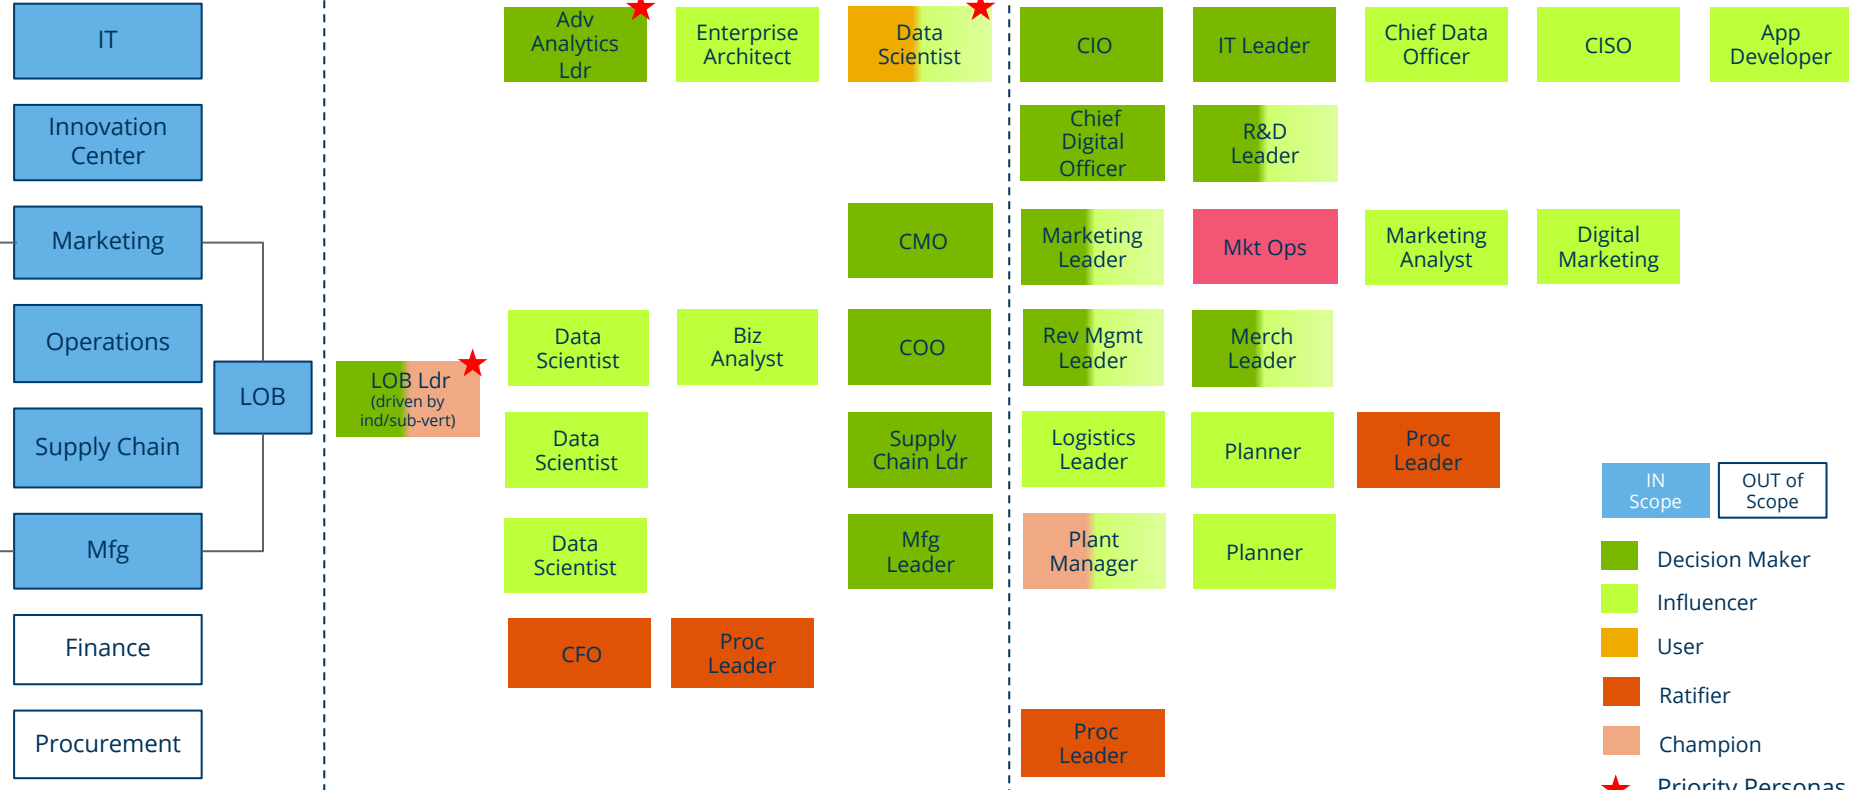 IT
Adv
Analytics
Ldr
Enterprise
Architect
Data
Scientist
CIO
IT Leader
Chief Data
Officer
CISO
App
Developer
Innovation
Center
Chief
Digital
Officer
R&D
Leader
Marketing
CMO
Marketing
Leader
Mkt Ops
Marketing
Analyst
Digital
Marketing
Operations
Data
Scientist
Biz
Analyst
COO
Rev Mgmt
Leader
Merch
Leader
LOB
LOB Ldr
(driven by
ind/sub-vert)
Supply Chain
Data
Scientist
Supply
Chain Ldr
Logistics
Leader
Planner
Proc
Leader
Mfg
Data
Scientist
Mfg
Leader
Plant
Manager
Planner
Finance
CFO
Proc
Leader
Procurement
Proc
Leader
IN
Scope
OUT of
Scope
Decision Maker
Influencer
User
Ratifier
Champion
Priority Personas